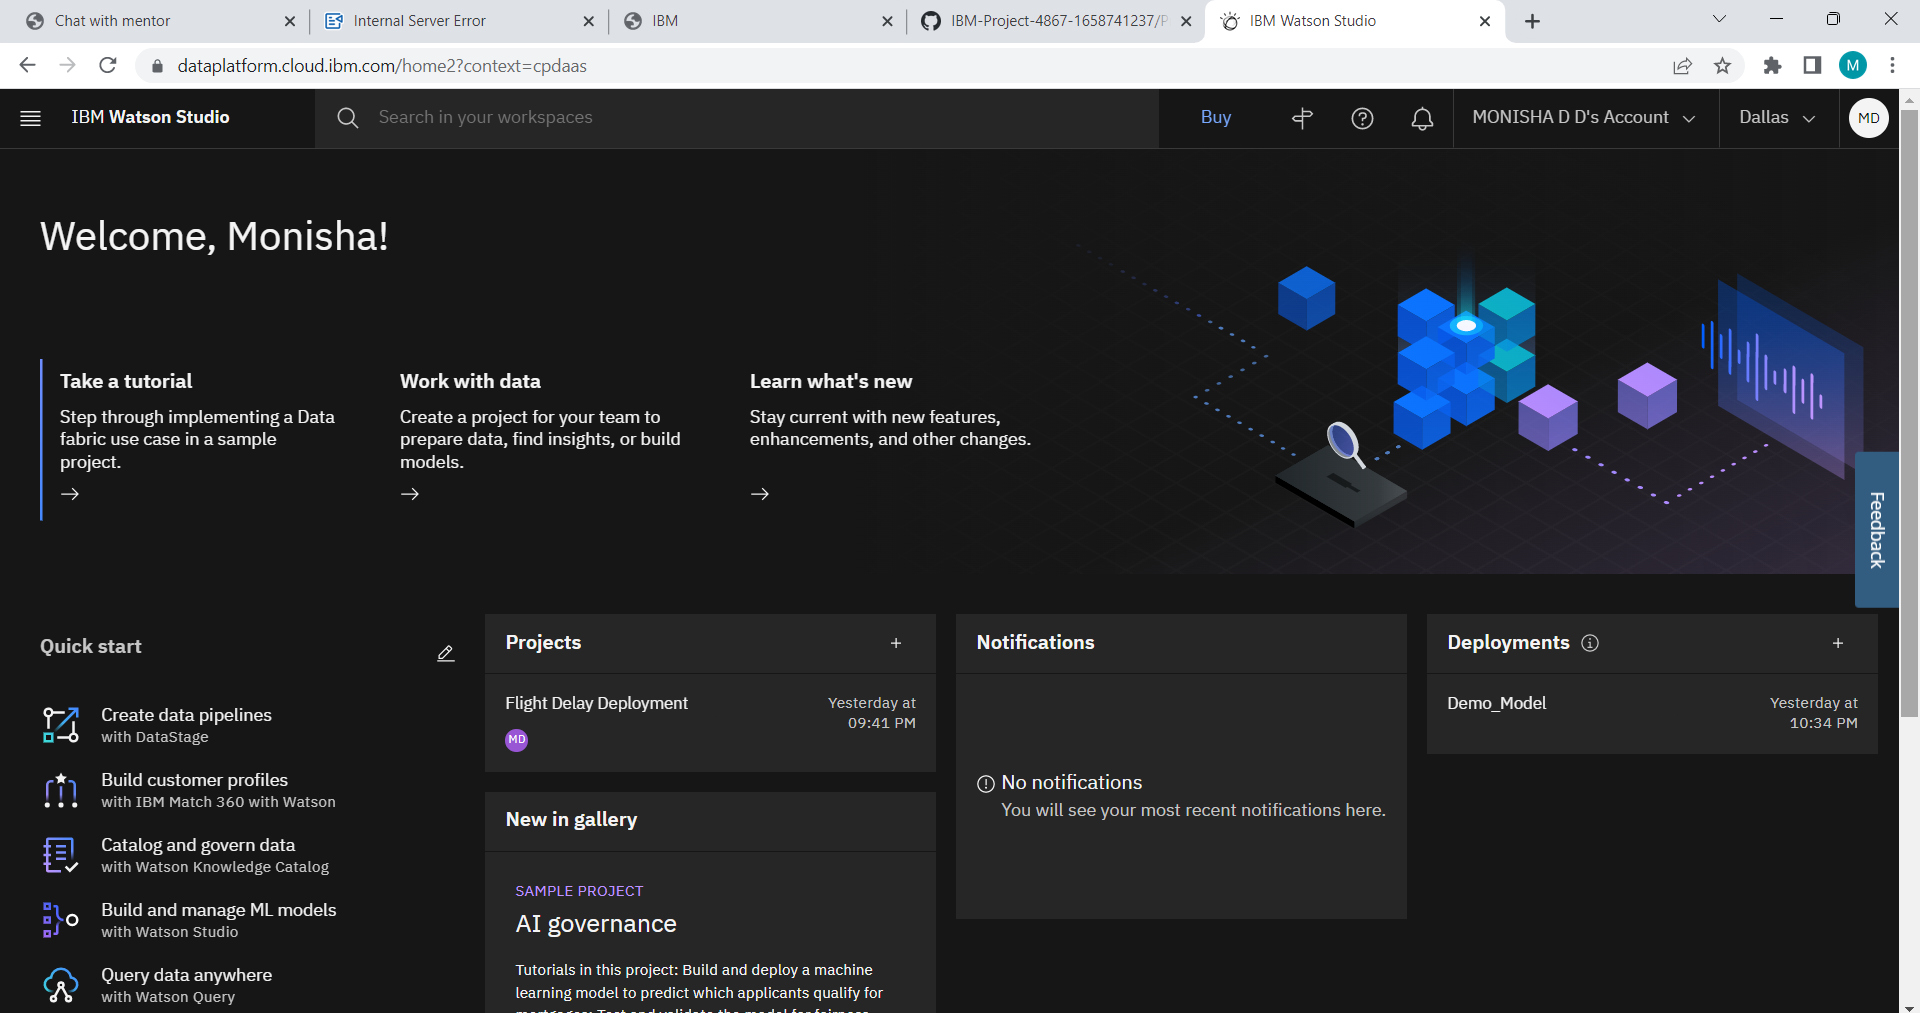 Chat with mentor
Internal Server Error
IBM
IBM-Project-4867-1658741237/P
IBM Watson Studio
dataplatform.cloud.ibm.com/home2?context=cpdaas
M
IBM Watson Studio
Search in your workspaces
Buy
MONISHA D D's Account
Dallas
MD
Welcome, Monisha!
Take a tutorial
Step through implementing a Data
fabric use case in a sample
project.
Work with data
Create a project for your team to
prepare data, find insights, or build
models.
Learn what's new
Stay current with new features,
enhancements, and other changes.
Feedback
Quick start
Create data pipelines
with DataStage
Build customer profiles
with IBM Match 360 with Watson
Catalog and govern data
with Watson Knowledge Catalog
Build and manage ML models
with Watson Studio
Query data anywhere
with Watson Query
Projects
Flight Delay Deployment
Yesterday at
09:41 PM
MD
New in gallery
SAMPLE PROJECT
AI governance
Tutorials in this project: Build and deploy a machine
learning model to predict which applicants qualify for
mortgages; Test and validate the model for fairness,
Notifications
No notifications
You will see your most recent notifications here.
Deployments
Demo_Model
Yesterday at
10:34 PM